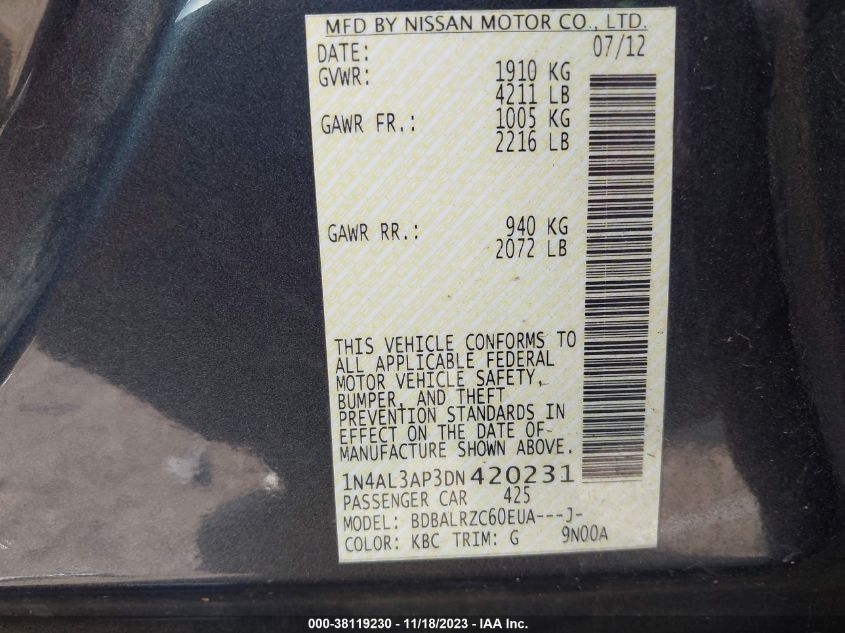 MFD BY NISSAN MOTOR CO., LTD.
DATE: 07/12
GVWR: 1910 KG
4211 LB
GAWR FR.: 1005 KG
2216 LB
GAWR RR.: 940 KG
2072 LB
THIS VEHICLE CONFORMS TO
ALL APPLICABLE FEDERAL
MOTOR VEHICLE SAFETY,
BUMPER, AND THEFT
PREVENTION STANDARDS IN
EFFECT ON THE DATE OF
MANUFACTURE SHOWN ABOVE.
1N4AL3AP3DN420231
PASSENGER CAR 425
MODEL: BDBALRZC60EUA---J-
COLOR: KBC TRIM: G 9N00A
000-38119230 - 11/18/2023 - IAA Inc.